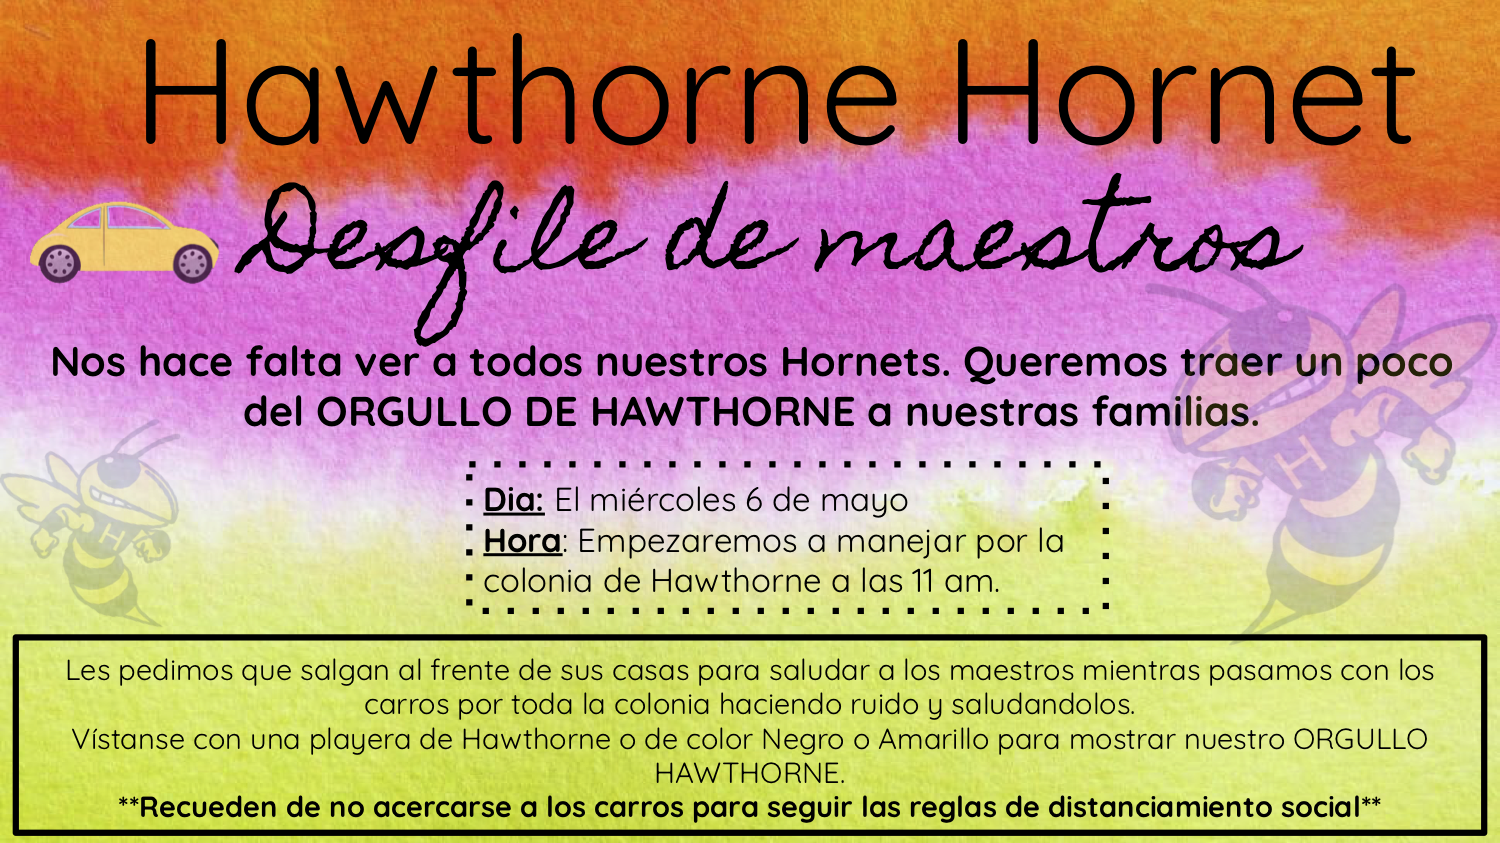 Hawthorne Hornet
Desfile de maestros
Nos hace falta ver a todos nuestros Hornets. Queremos traer un poco
del ORGULLO DE HAWTHORNE a nuestras familias.
Dia: El miércoles 6 de mayo
Hora: Empezaremos a manejar por la
colonia de Hawthorne a las 11 am.
H
H
Les pedimos que salgan al frente de sus casas para saludar a los maestros mientras pasamos con los
carros por toda la colonia haciendo ruido y saludandolos.
Vístanse con una playera de Hawthorne o de color Negro o Amarillo para mostrar nuestro ORGULLO
HAWTHORNE.
**Recueden de no acercarse a los carros para seguir las reglas de distanciamiento social**